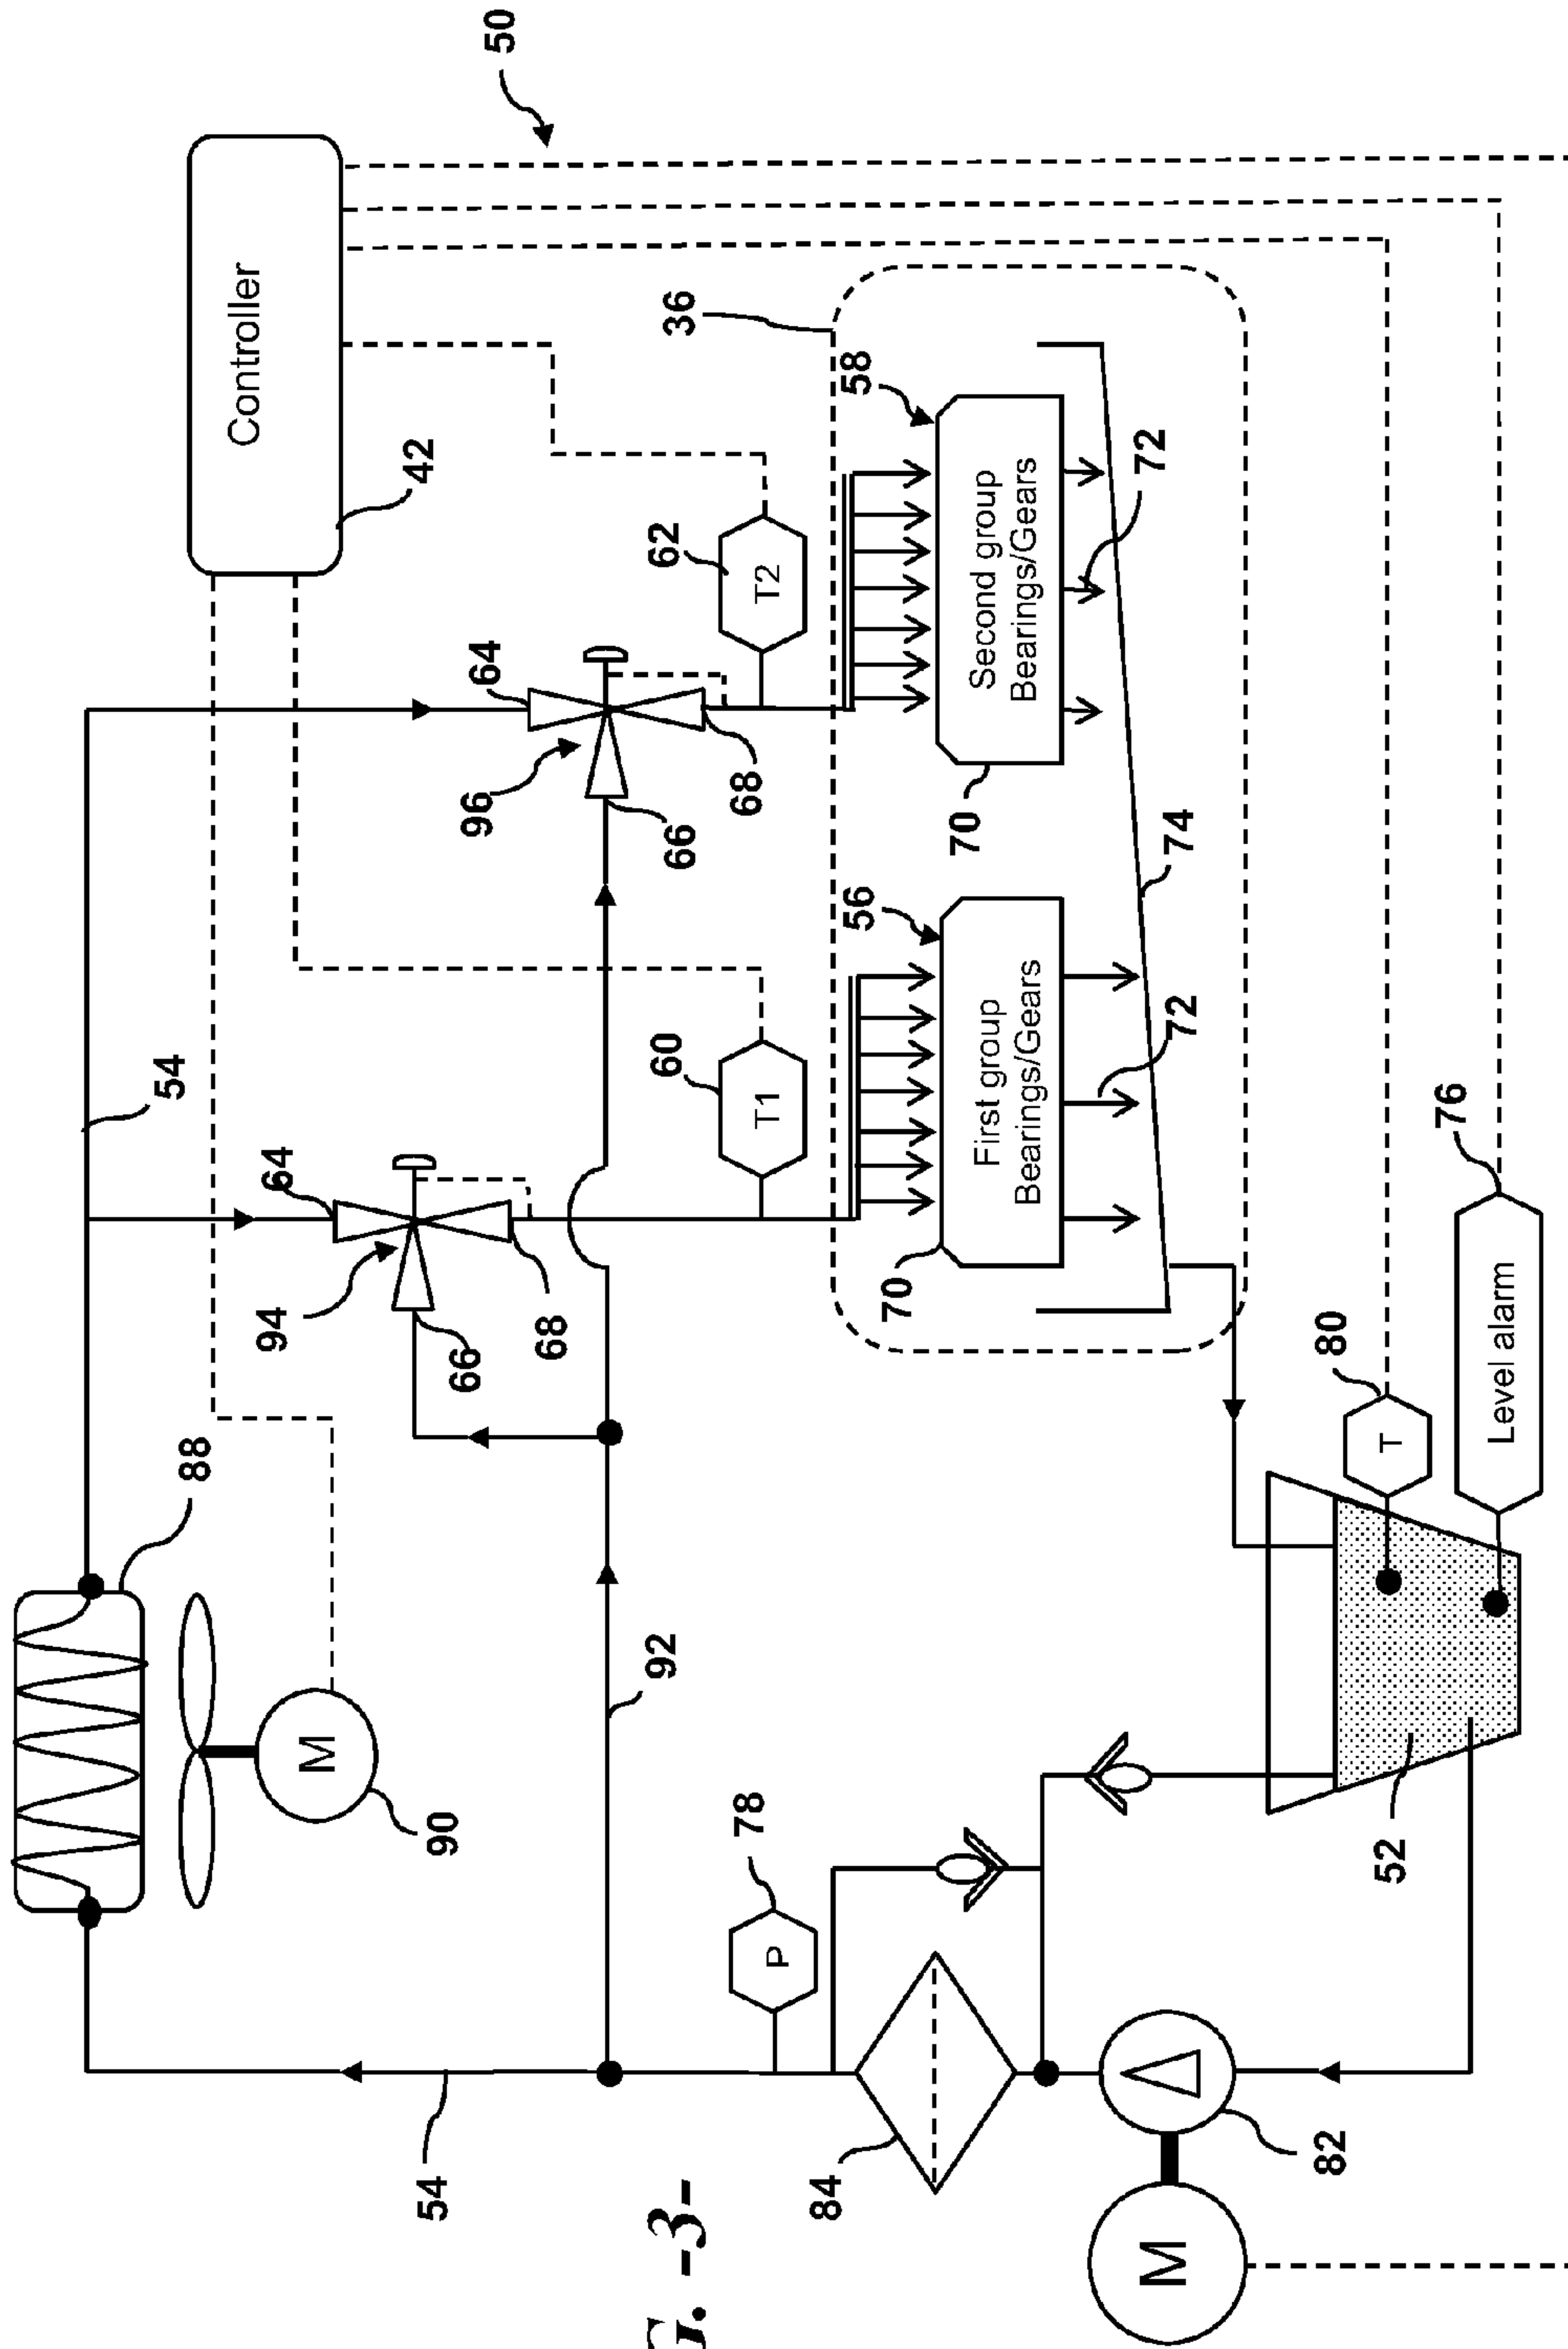 50
Controller
42
54
88
M
90
64
94
66
68
64
96
66
68
92
54
60
T1
62
T2
36
78
P
84
56
70
First group
Bearings/Gears
72
58
70
Second group
Bearings/Gears
72
74
82
M
52
80
T
76
Level alarm
G. -3-